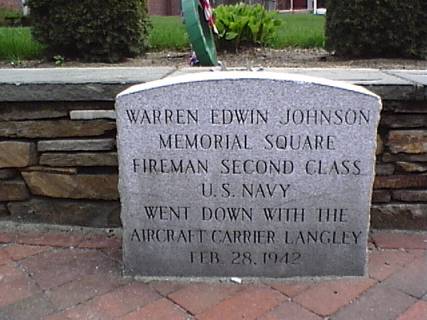 WARREN EDWIN JOHNSON
MEMORIAL SQUARE
FIREMAN SECOND CLASS
U.S. NAVY
WENT DOWN WITH THE
AIRCRAFT CARRIER LANGLEY
FEB. 28, 1942